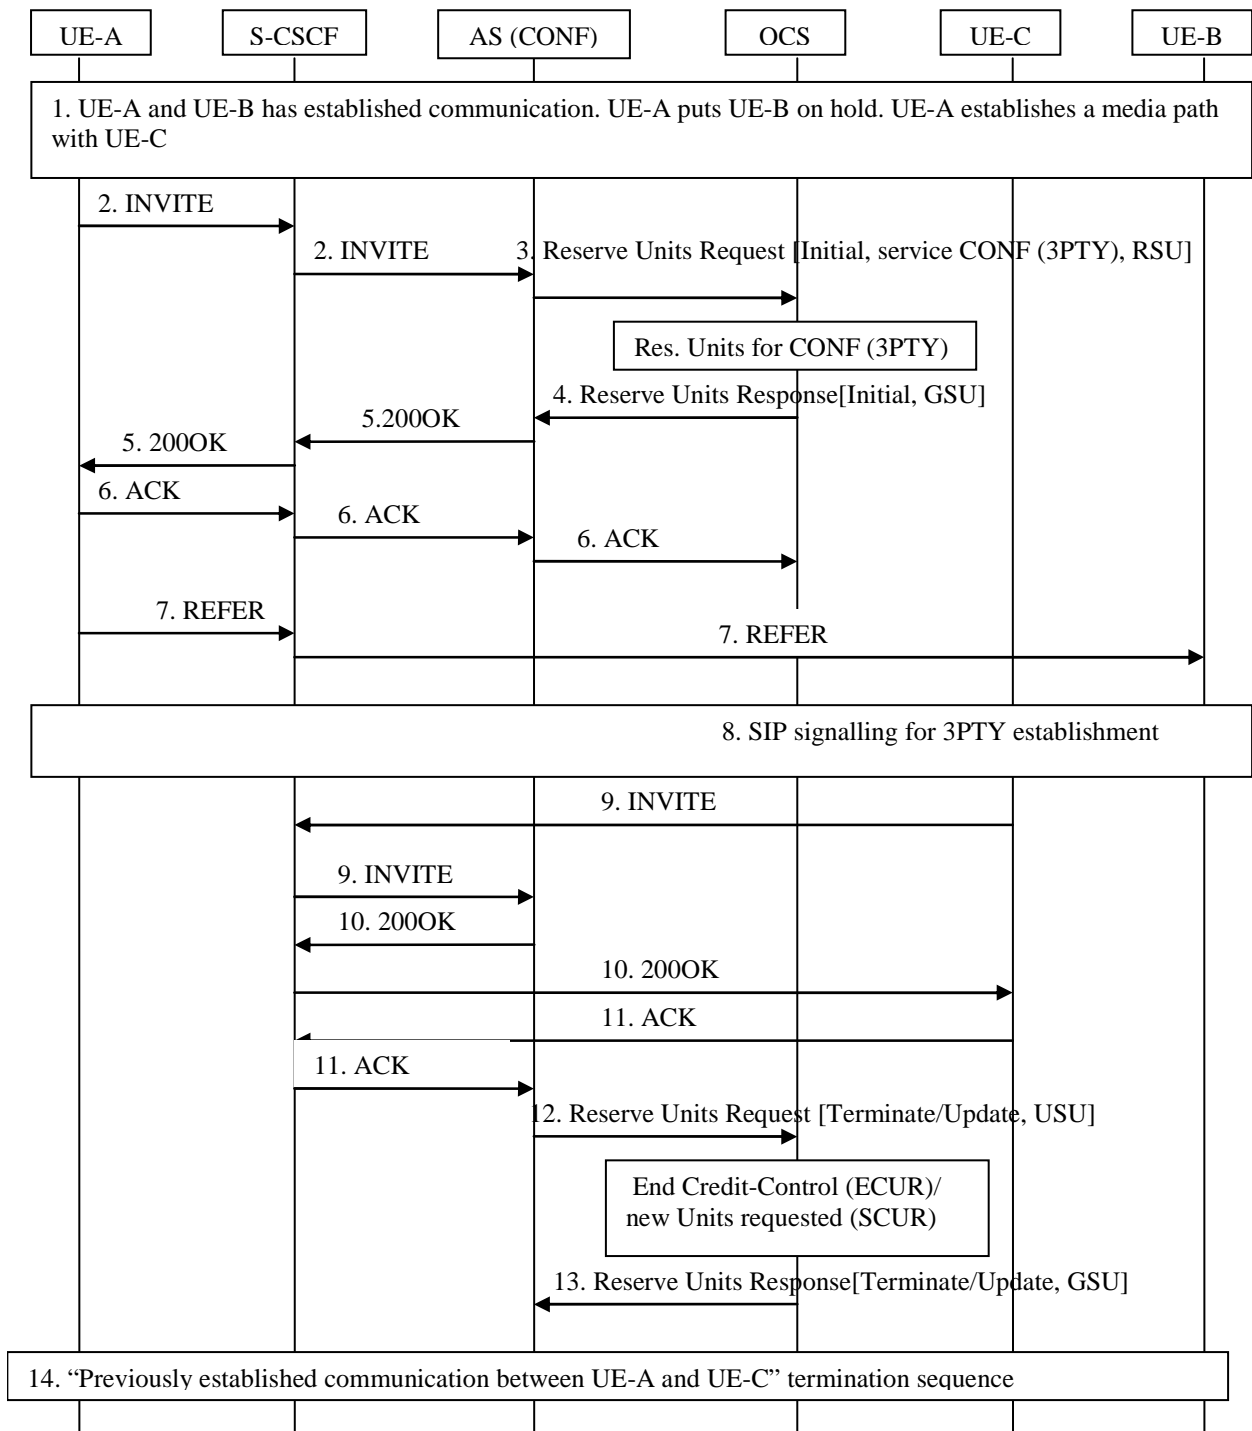 UE-A
S-CSCF
AS (CONF)
OCS
UE-C
UE-B
1. UE-A and UE-B has established communication. UE-A puts UE-B on hold. UE-A establishes a media path
with UE-C
2. INVITE
2. INVITE
3. Reserve Units Request [Initial, service CONF (3PTY), RSU]
Res. Units for CONF (3PTY)
4. Reserve Units Response[Initial, GSU]
5.200OK
5. 200OK
6. ACK
6. ACK
6. ACK
7. REFER
7. REFER
8. SIP signalling for 3PTY establishment
9. INVITE
9. INVITE
10. 200OK
10. 200OK
11. ACK
11. ACK
12. Reserve Units Request [Terminate/Update, USU]
End Credit-Control (ECUR)/
new Units requested (SCUR)
13. Reserve Units Response[Terminate/Update, GSU]
14. “Previously established communication between UE-A and UE-C” termination sequence